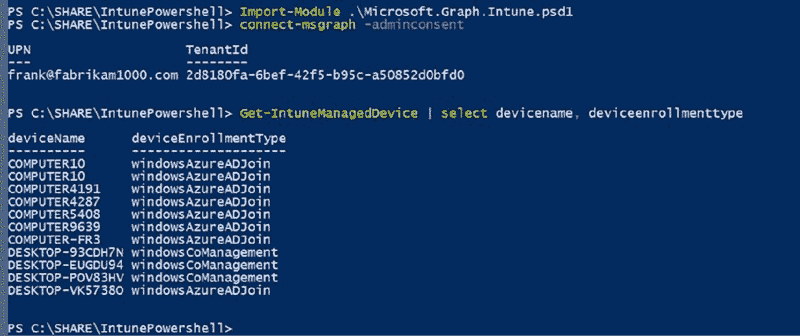 PS C:\SHARE\IntunePowershell> Import-Module .\Microsoft.Graph.Intune.psd1
PS C:\SHARE\IntunePowershell> connect-msgraph -adminconsent
UPN TenantId
--- --------
frank@fabrikam1000.com 2d8180fa-6bef-42f5-b95c-a50852d0bfd0
PS C:\SHARE\IntunePowershell> Get-IntuneManagedDevice | select devicename, deviceenrollmenttype
deviceName deviceEnrollmentType
---------- --------------------
COMPUTER10 windowsAzureADJoin
COMPUTER10 windowsAzureADJoin
COMPUTER4191 windowsAzureADJoin
COMPUTER4287 windowsAzureADJoin
COMPUTER5408 windowsAzureADJoin
COMPUTER9639 windowsAzureADJoin
COMPUTER-FR3 windowsAzureADJoin
DESKTOP-93CDH7N windowsCoManagement
DESKTOP-EUGDU94 windowsCoManagement
DESKTOP-POV83HV windowsCoManagement
DESKTOP-VK5738O windowsAzureADJoin
PS C:\SHARE\IntunePowershell>